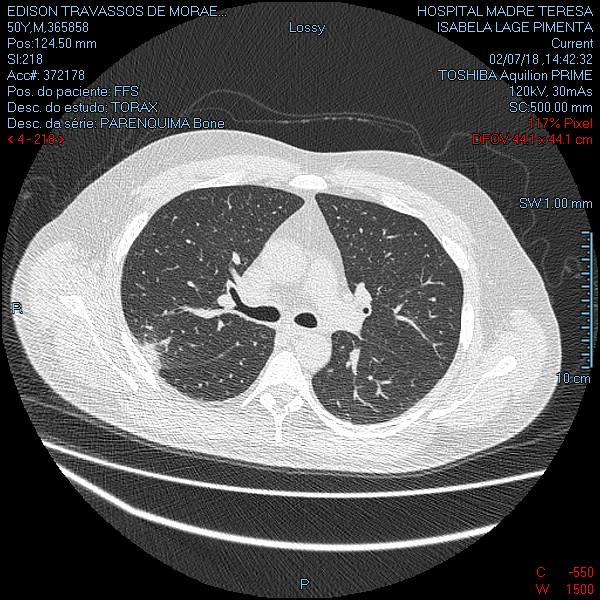 EDISON TRAVASSOS DE MORAE...
50Y,M,365858
Pos:124.50 mm
SI:218
Acc#: 372178
Pos. do paciente: FFS
Desc. do estudo: TORAX
Desc. da série: PARENQUIMA Bone
< 4 - 218 >
Lossy
HOSPITAL MADRE TERESA
ISABELA LAGE PIMENTA
Current
02/07/18 ,14:42:32
TOSHIBA Aquilion PRIME
120kV, 30mAs
SC:500.00 mm
117% Pixel
DFOV 44.1 x 44.1 cm
SW:1.00 mm
R
10 cm
P
C -550
W 1500